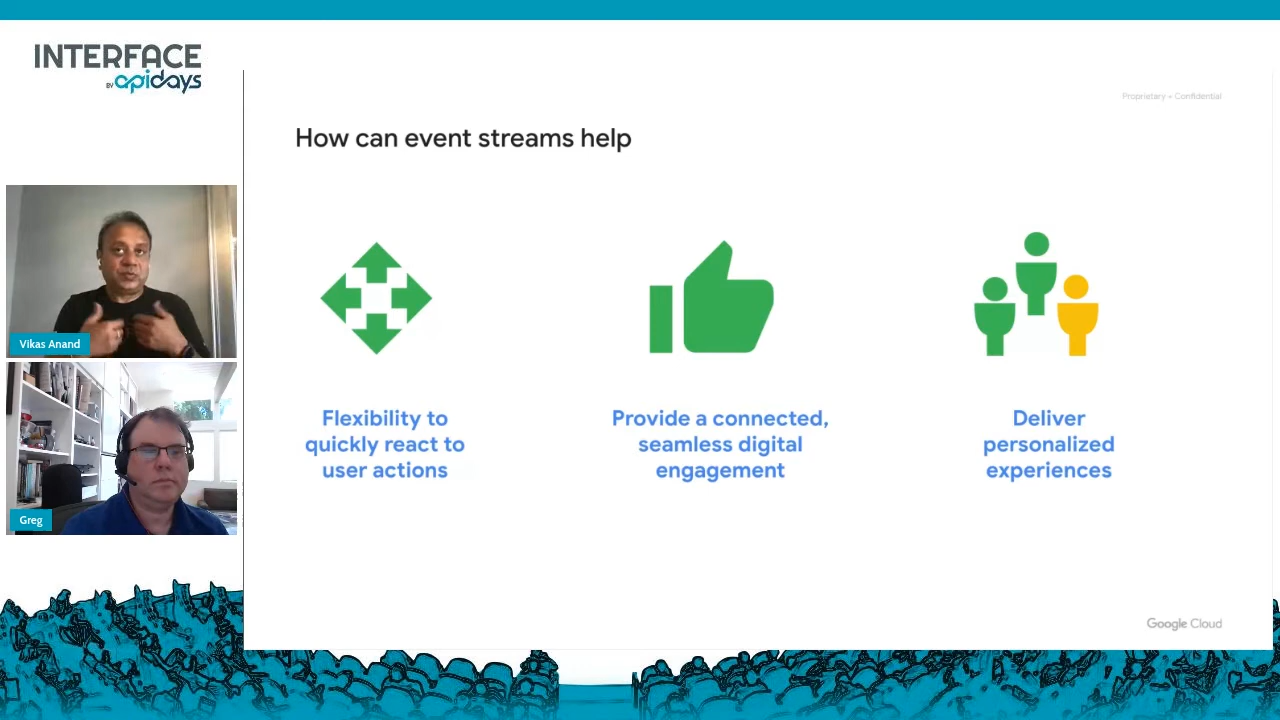 INTERFACE
BY apidays
Proprietary + Confidential
How can event streams help
Vikas Anand
Greg
Flexibility to
quickly react to
user actions
Provide a connected,
seamless digital
engagement
Deliver
personalized
experiences
Google Cloud